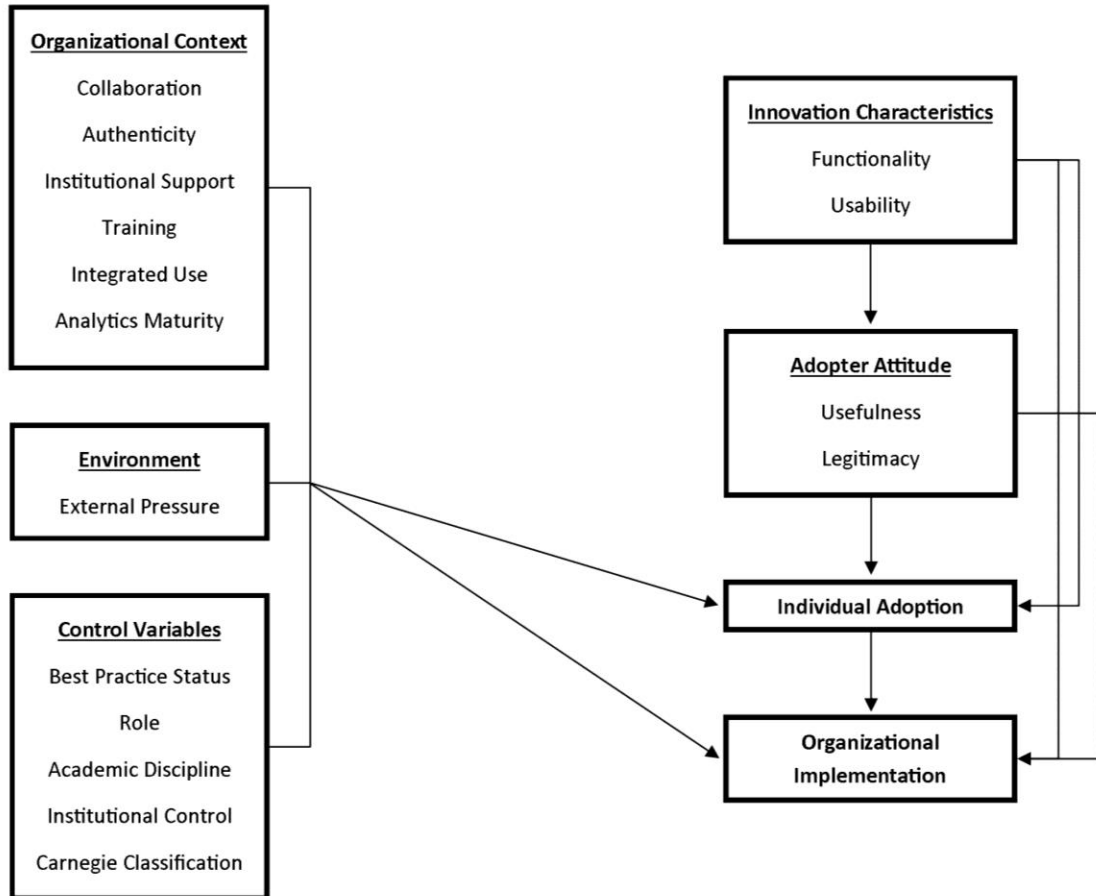 Organizational Context
Collaboration
Authenticity
Institutional Support
Training
Integrated Use
Analytics Maturity
Environment
External Pressure
Control Variables
Best Practice Status
Role
Academic Discipline
Institutional Control
Carnegie Classification
Innovation Characteristics
Functionality
Usability
Adopter Attitude
Usefulness
Legitimacy
Individual Adoption
Organizational
Implementation